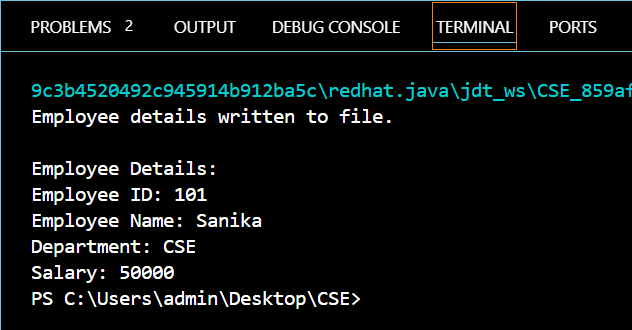 PROBLEMS 2 OUTPUT DEBUG CONSOLE TERMINAL PORTS
9c3b4520492c945914b912ba5c\redhat.java\jdt_ws\CSE_859af
Employee details written to file.
Employee Details:
Employee ID: 101
Employee Name: Sanika
Department: CSE
Salary: 50000
PS C:\Users\admin\Desktop\CSE>